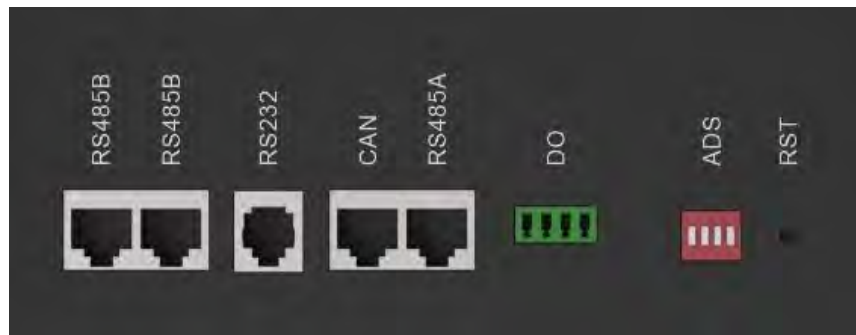 RS485B
RS485B
RS232
CAN
RS485A
DO
ADS
RST